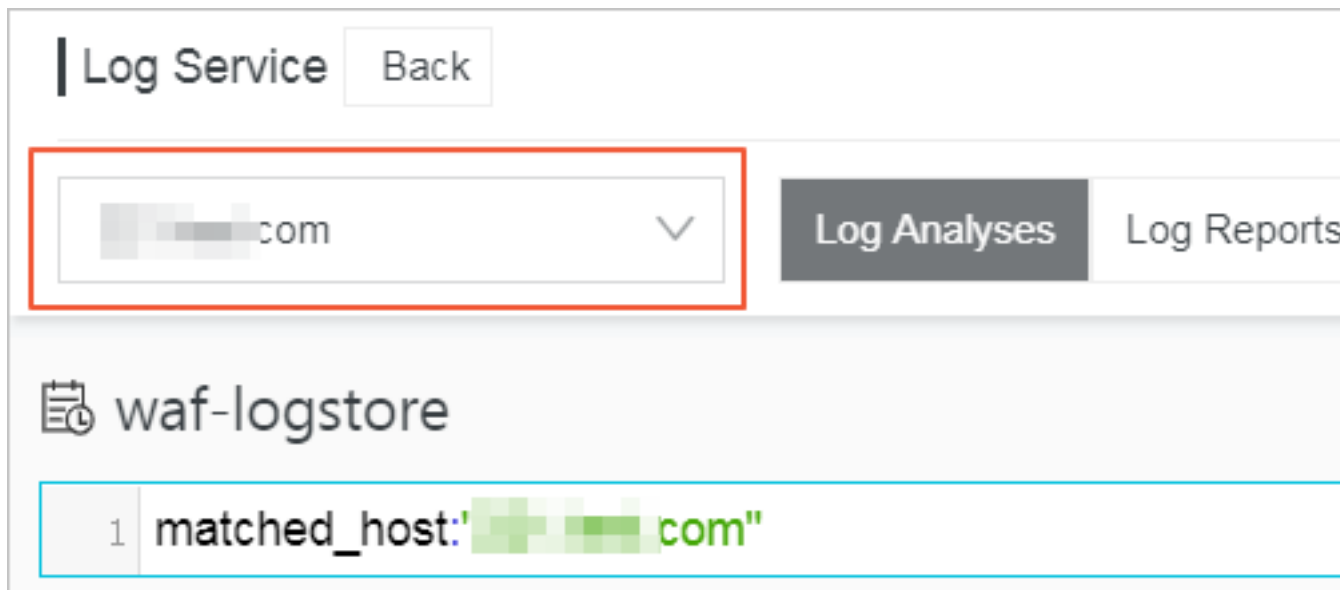 Log Service Back
com Log Analyses Log Reports
waf-logstore
1 matched_host:" com"